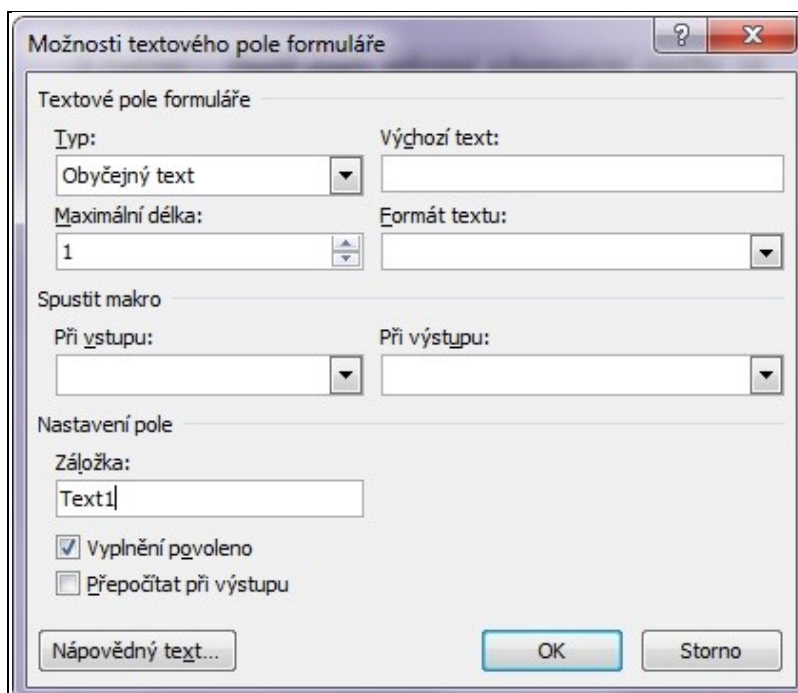 Možnosti textového pole formuláře
?
Textové pole formuláře
Typ: Výchozí text:
Obyčejný text
Maximální délka: Formát textu:
1
Spustit makro
Při vstupu: Při výstupu:
Nastavení pole
Záložka:
Text1
Vyplnění povoleno
Přepočítat při výstupu
Nápovědný text... OK Storno